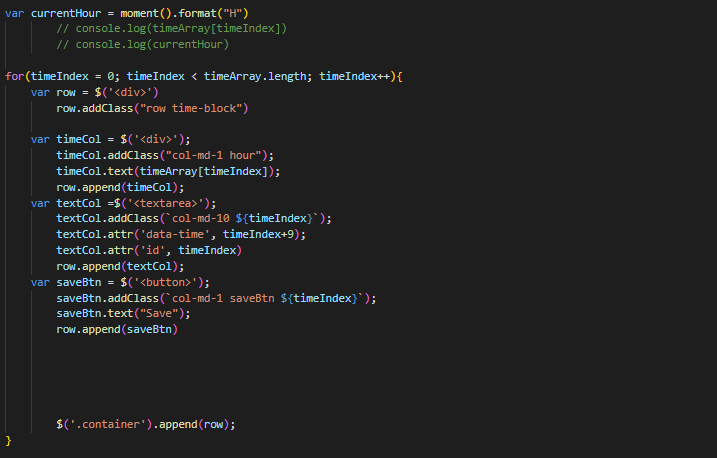 var currentHour = moment().format("H")
        // console.log(timeArray[timeIndex])
        // console.log(currentHour)
for(timeIndex = 0; timeIndex < timeArray.length; timeIndex++){
    var row = $('<div>')
        row.addClass("row time-block")
    var timeCol = $('<div>');
        timeCol.addClass("col-md-1 hour");
        timeCol.text(timeArray[timeIndex]);
        row.append(timeCol);
    var textCol =$('<textarea>');
        textCol.addClass(`col-md-10 ${timeIndex}`);
        textCol.attr('data-time', timeIndex+9);
        textCol.attr('id', timeIndex)
        row.append(textCol);
    var saveBtn = $('<button>');
        saveBtn.addClass(`col-md-1 saveBtn ${timeIndex}`);
        saveBtn.text("Save");
        row.append(saveBtn)
        $('.container').append(row);
}